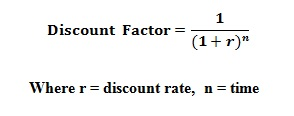 Discount Factor = 1/(1 + r)ⁿ
Where r = discount rate, n = time